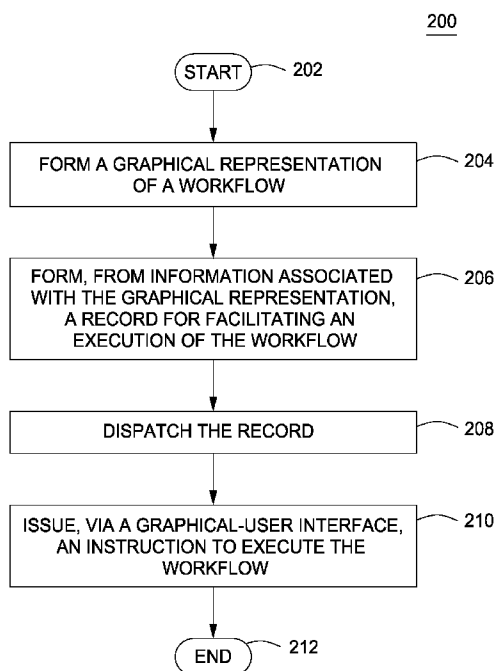 200
START
202
FORM A GRAPHICAL REPRESENTATION
OF A WORKFLOW
204
FORM, FROM INFORMATION ASSOCIATED
WITH THE GRAPHICAL REPRESENTATION,
A RECORD FOR FACILITATING AN
EXECUTION OF THE WORKFLOW
206
DISPATCH THE RECORD
208
ISSUE, VIA A GRAPHICAL-USER INTERFACE,
AN INSTRUCTION TO EXECUTE THE
WORKFLOW
210
END
212